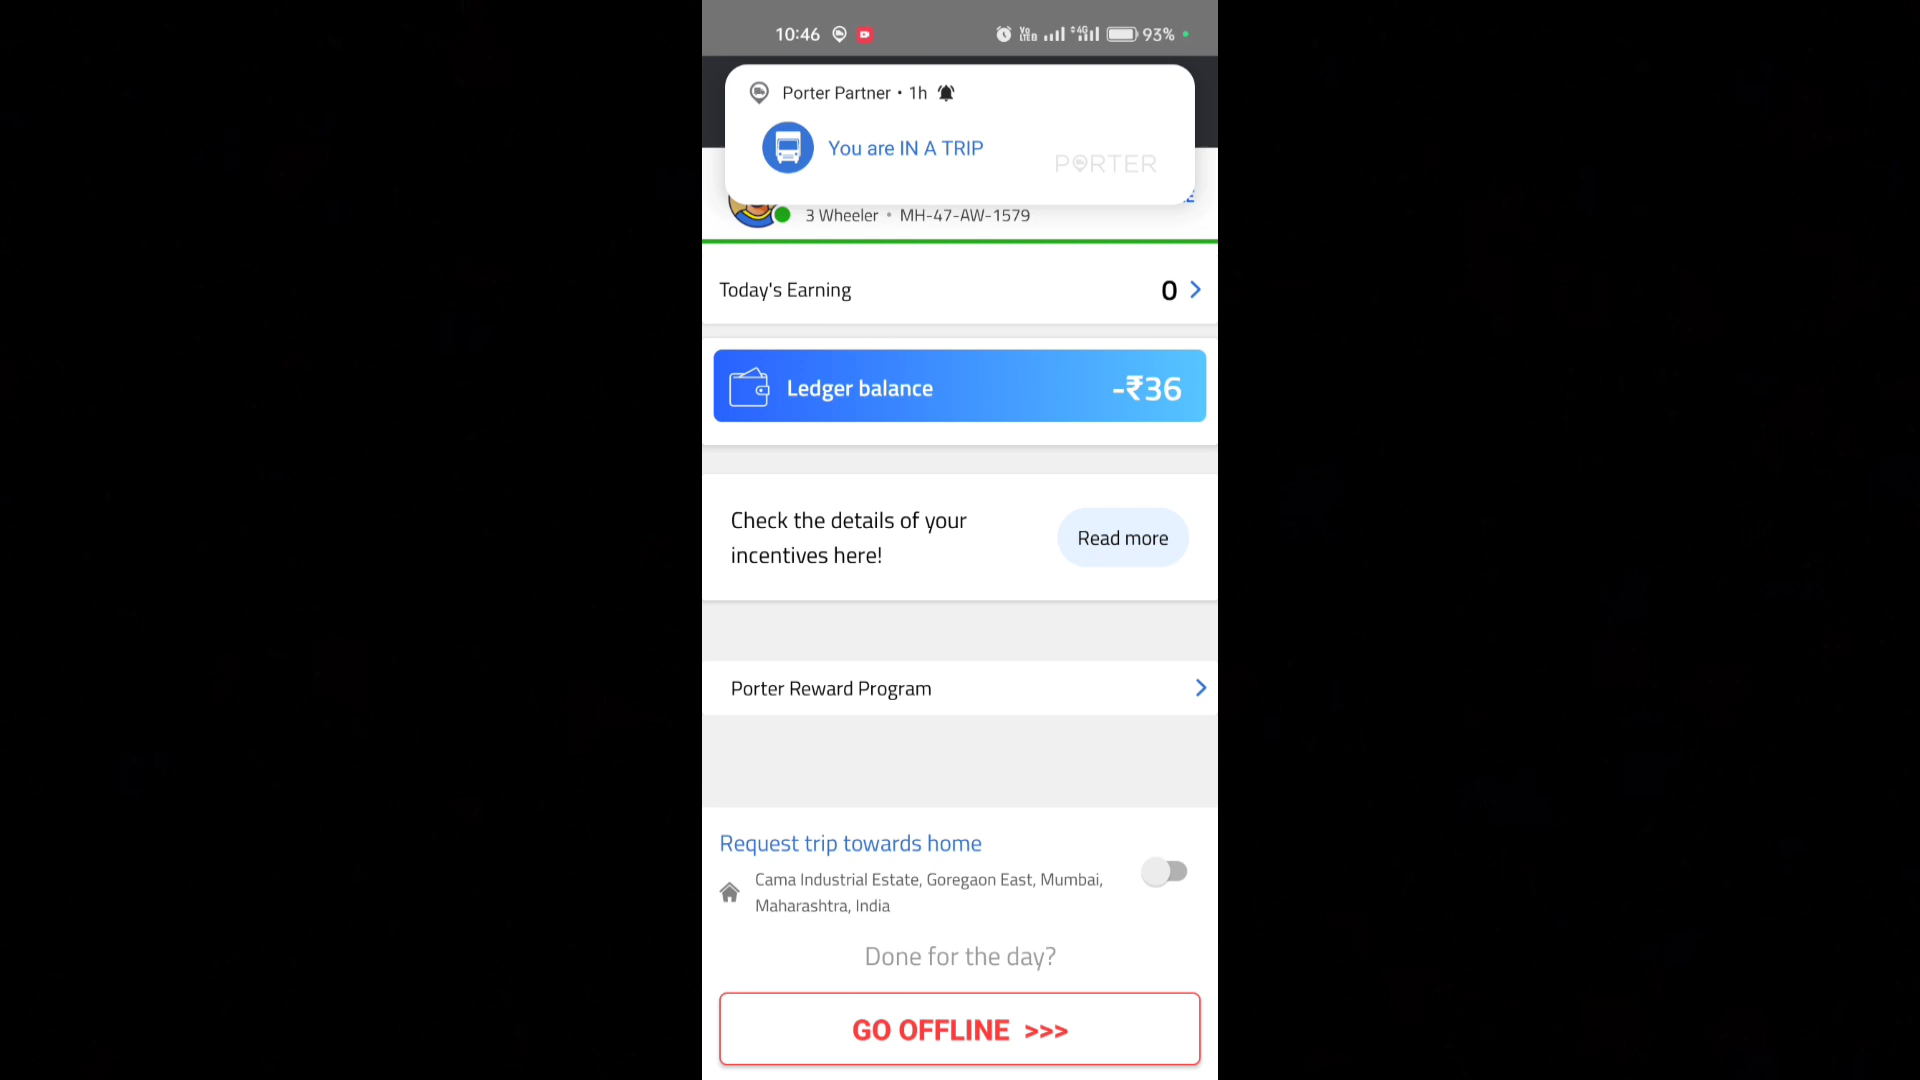 10:46
93%
Porter Partner • 1h
You are IN A TRIP
PORTER
3 Wheeler • MH-47-AW-1579
Today's Earning 0
Ledger balance -₹36
Check the details of your
incentives here!
Read more
Porter Reward Program
Request trip towards home
Cama Industrial Estate, Goregaon East, Mumbai,
Maharashtra, India
Done for the day?
GO OFFLINE >>>